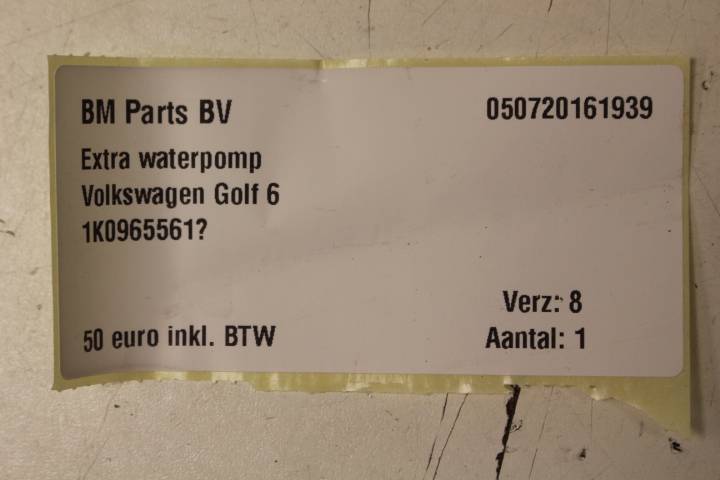 BM Parts BV
050720161939
Extra waterpomp
Volkswagen Golf 6
1K0965561?
Verz: 8
50 euro inkl. BTW
Aantal: 1